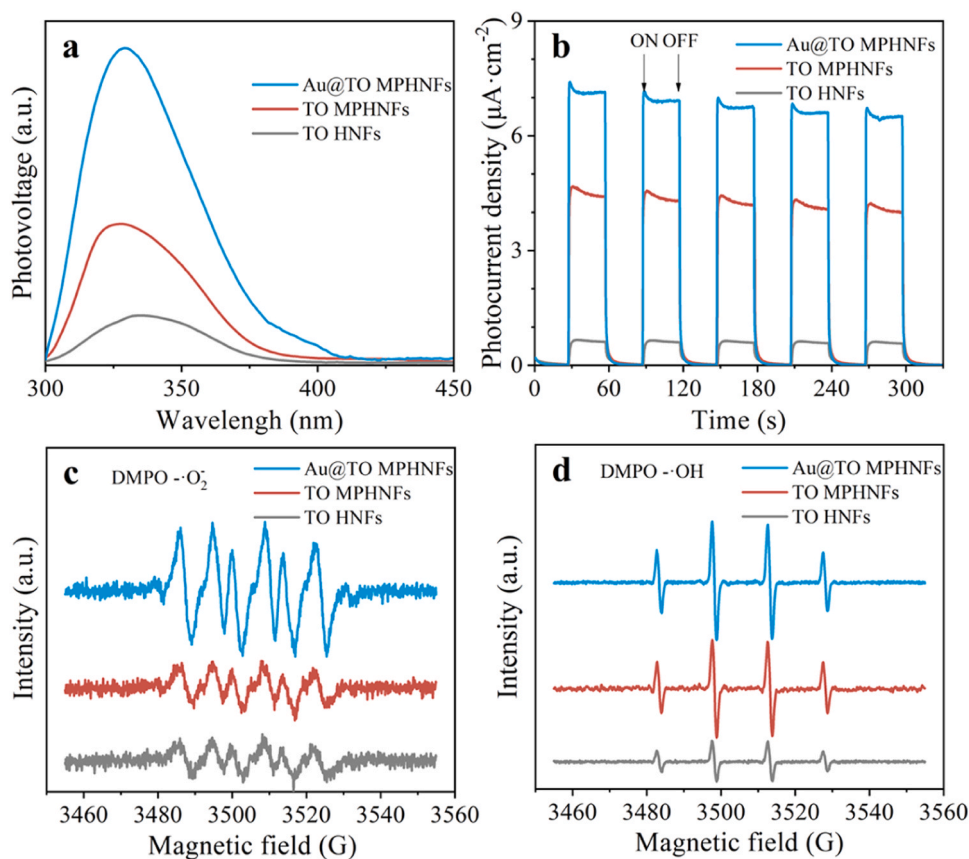 a
Au@TO MPHNFs
TO MPHNFs
TO HNFs
Photovoltage (a.u.)
300 350 400 450
Wavelengh (nm)
b
ON OFF
Au@TO MPHNFs
TO MPHNFs
TO HNFs
Photocurrent density (μA·cm⁻²)
9
6
3
0
0 60 120 180 240 300
Time (s)
c
DMPO -·O₂⁻
Au@TO MPHNFs
TO MPHNFs
TO HNFs
Intensity (a.u.)
3460 3480 3500 3520 3540 3560
Magnetic field (G)
d
DMPO -·OH
Au@TO MPHNFs
TO MPHNFs
TO HNFs
Intensity (a.u.)
3460 3480 3500 3520 3540 3560
Magnetic field (G)